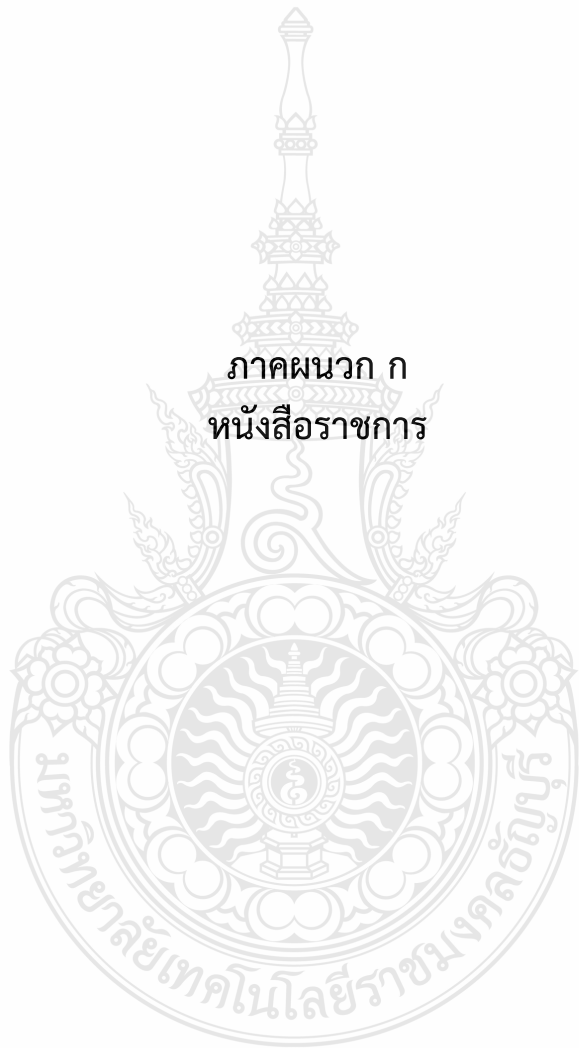 ภาคผนวก ก
หนังสือราชการ
มหาวิทยาลัยเทคโนโลยีราชมงคลธัญบุรี